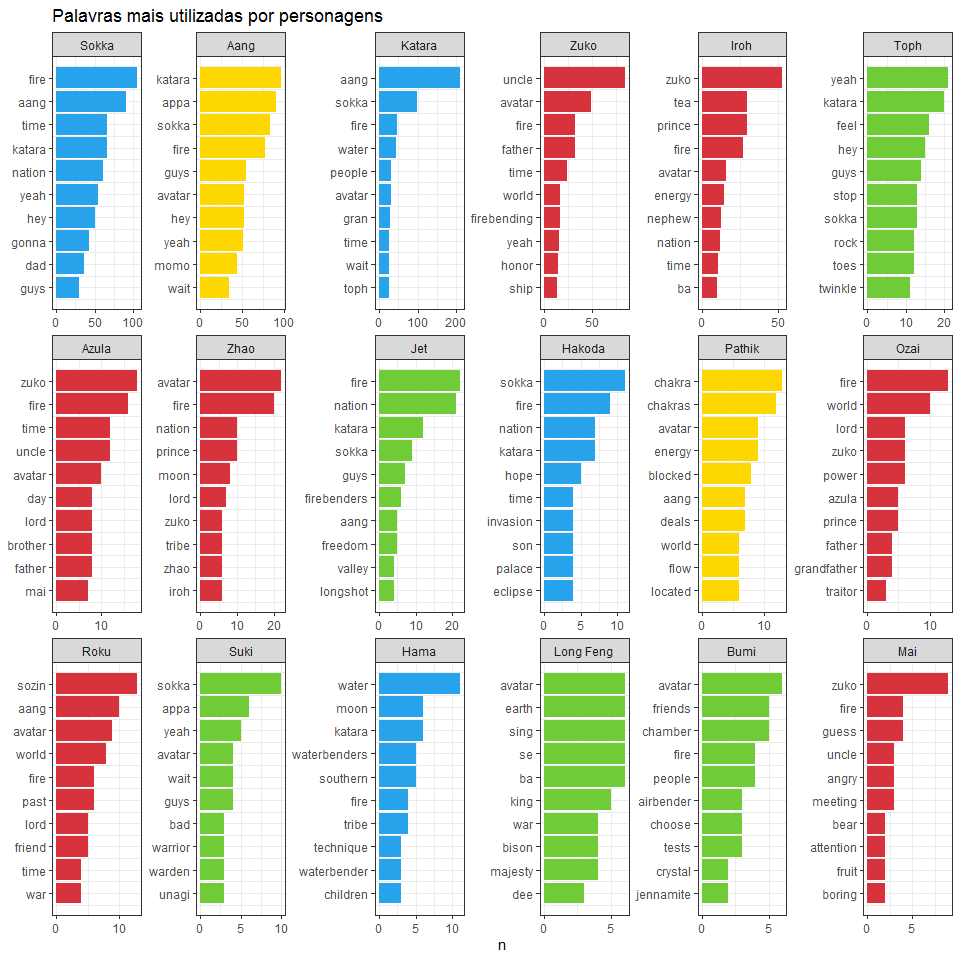 Palavras mais utilizadas por personagens
Sokka
fire
aang
time
katara
nation
yeah
hey
gonna
dad
guys
0 50 100
Aang
katara
appa
sokka
fire
guys
avatar
hey
yeah
momo
wait
0 50 100
Katara
aang
sokka
fire
water
people
avatar
gran
time
wait
toph
0 100 200
Zuko
uncle
avatar
fire
father
time
world
firebending
yeah
honor
ship
0 50
Iroh
zuko
tea
prince
fire
avatar
energy
nephew
nation
time
ba
0 50
Toph
yeah
katara
feel
hey
guys
stop
sokka
rock
toes
twinkle
0 10 20
Azula
zuko
fire
time
uncle
avatar
day
lord
brother
father
mai
0 10
Zhao
avatar
fire
nation
prince
moon
lord
zuko
tribe
zhao
iroh
0 10 20
Jet
fire
nation
katara
sokka
guys
firebenders
aang
freedom
valley
longshot
0 10 20
Hakoda
sokka
fire
nation
katara
hope
time
invasion
son
palace
eclipse
0 5 10
Pathik
chakra
chakras
avatar
energy
blocked
aang
deals
world
flow
located
0 5 10
Ozai
fire
world
lord
zuko
power
azula
prince
father
grandfather
traitor
0 10
Roku
sozin
aang
avatar
world
fire
past
lord
friend
time
war
0 10
Suki
sokka
appa
yeah
avatar
wait
guys
bad
warrior
warden
unagi
0 5 10
Hama
water
moon
katara
waterbenders
southern
fire
tribe
technique
waterbender
children
0 5 10
Long Feng
avatar
earth
sing
se
ba
king
war
bison
majesty
dee
0 5
Bumi
avatar
friends
chamber
fire
people
airbender
choose
tests
crystal
jennamite
0 5
Mai
zuko
fire
guess
uncle
angry
meeting
bear
attention
fruit
boring
0 5
n